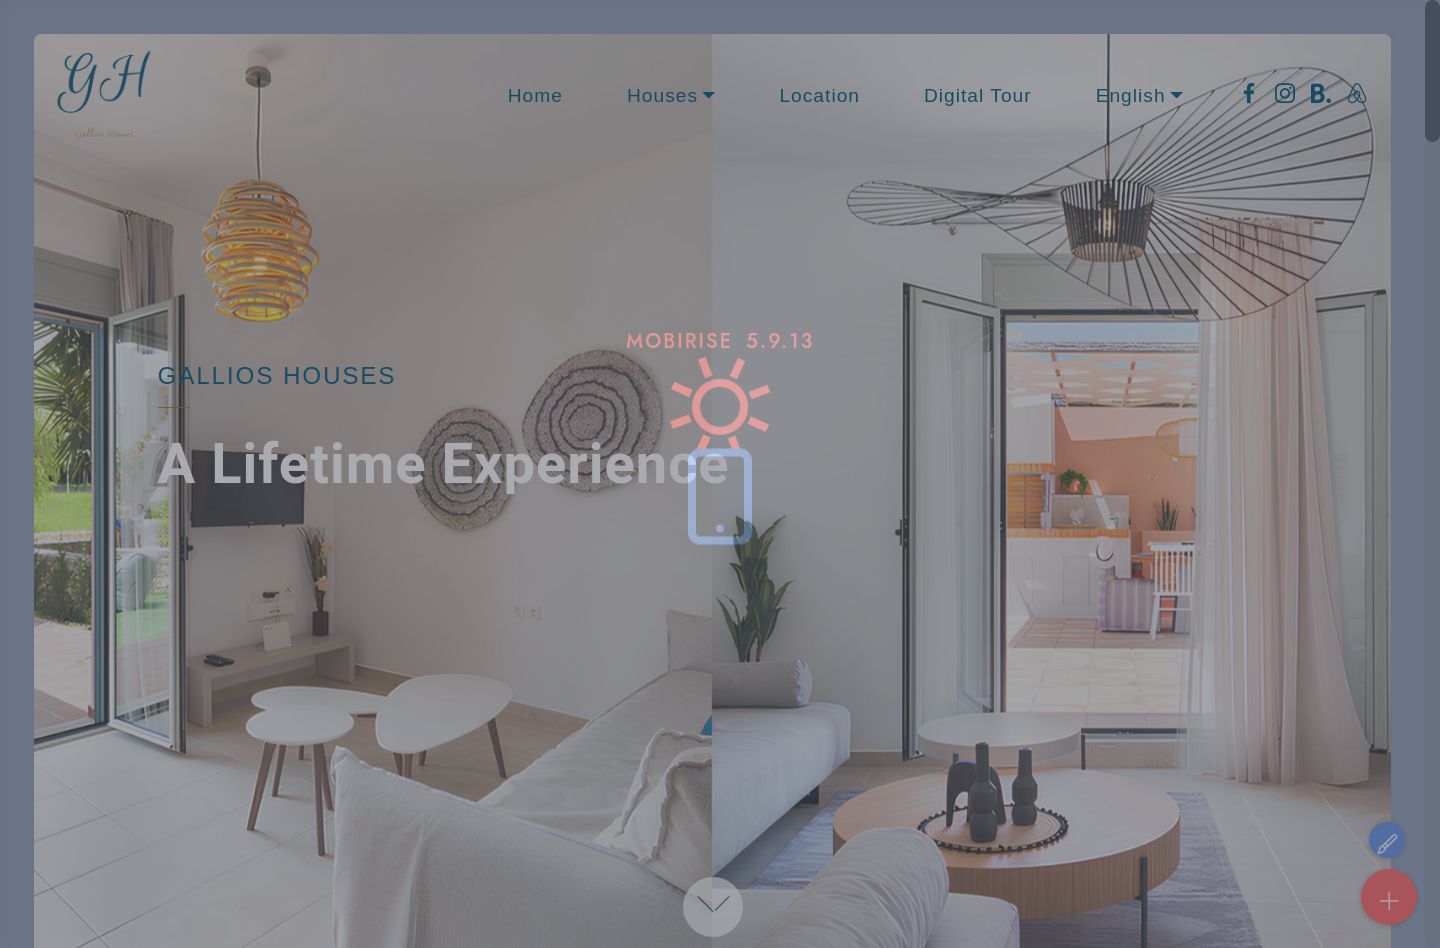 GH
Gallios Houses
Home Houses Location Digital Tour English B.
MOBIRISE 5.9.13
GALLIOS HOUSES
A Lifetime Experience